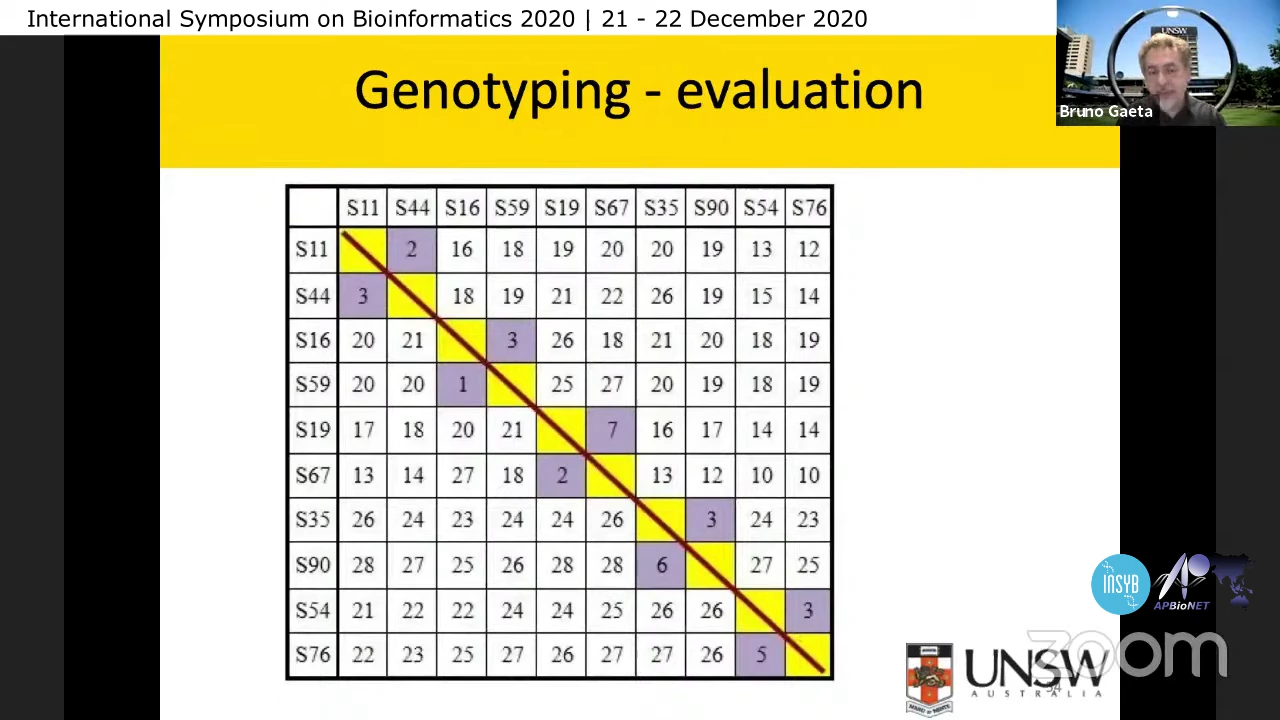 International Symposium on Bioinformatics 2020 | 21 - 22 December 2020
UNSW
Bruno Gaeta
Genotyping - evaluation
S11 S44 S16 S59 S19 S67 S35 S90 S54 S76
S11 2 16 18 19 20 20 19 13 12
S44 3 18 19 21 22 26 19 15 14
S16 20 21 3 26 18 21 20 18 19
S59 20 20 1 25 27 20 19 18 19
S19 17 18 20 21 7 16 17 14 14
S67 13 14 27 18 2 13 12 10 10
S35 26 24 23 24 24 26 3 24 23
S90 28 27 25 26 28 28 6 27 25
S54 21 22 22 24 24 25 26 26 3
S76 22 23 25 27 26 27 27 26 5
INSYB
APBioNET
UNSW
AUSTRALIA
zoom